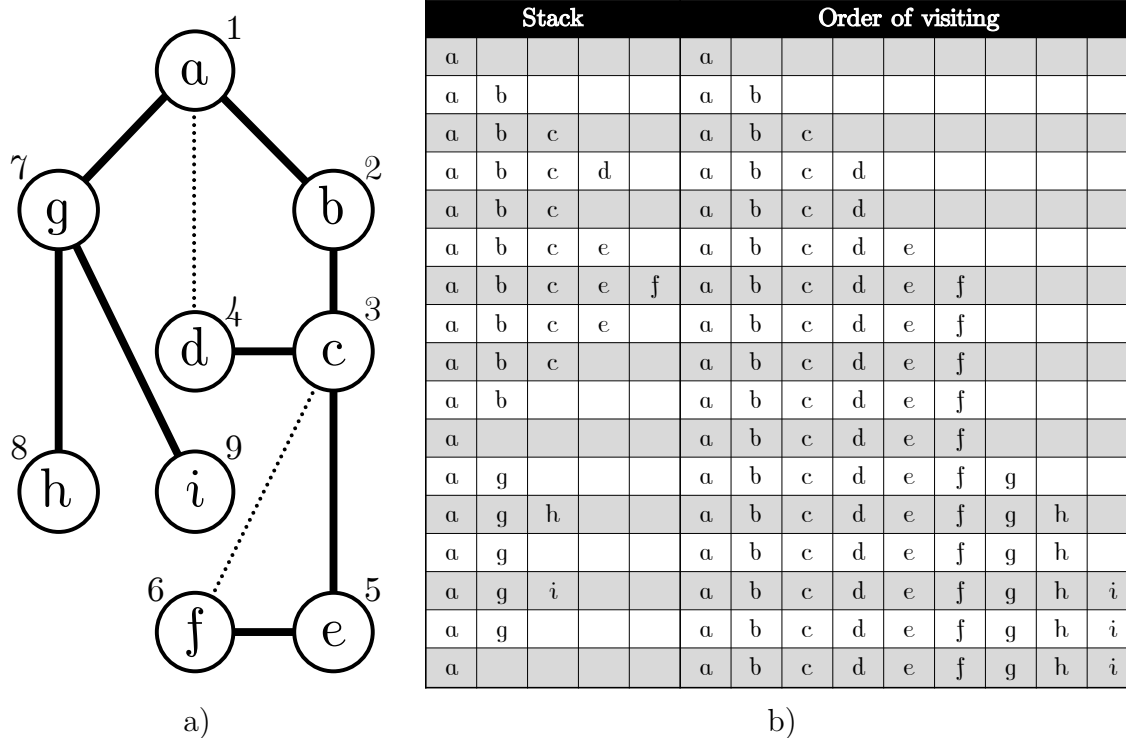 1
a
7
2
g
b
4
3
d
c
8
9
h
i
6
5
f
e
a)
Stack Order of visiting
a a
a b a b
a b c a b c
a b c d a b c d
a b c a b c d
a b c e a b c d e
a b c e f a b c d e f
a b c e a b c d e f
a b c a b c d e f
a b a b c d e f
a a b c d e f
a g a b c d e f g
a g h a b c d e f g h
a g a b c d e f g h
a g i a b c d e f g h i
a g a b c d e f g h i
a a b c d e f g h i
b)